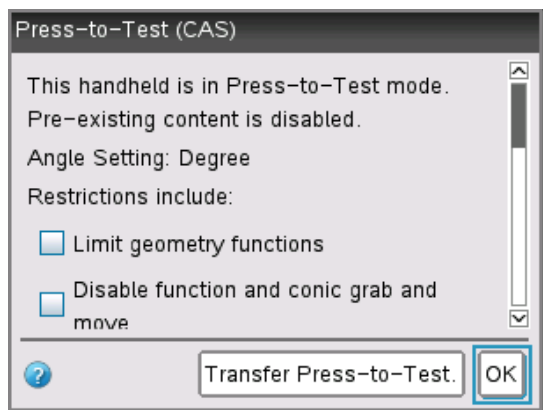 Press-to-Test (CAS)
This handheld is in Press-to-Test mode.
Pre-existing content is disabled.
Angle Setting: Degree
Restrictions include:
Limit geometry functions
Disable function and conic grab and
move
? Transfer Press-to-Test. OK